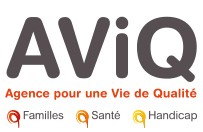 AViQ
Agence pour une Vie de Qualité
Familles Santé Handicap